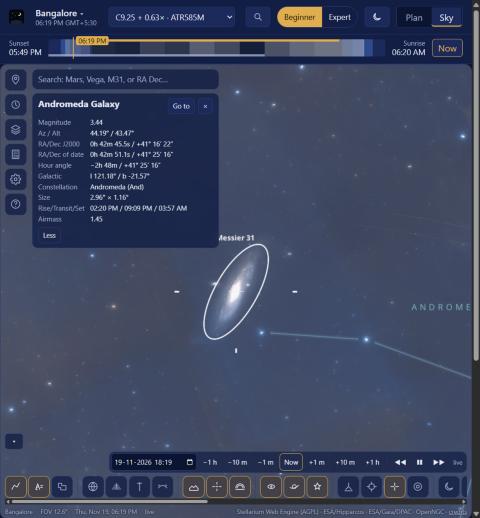 Bangalore
06:19 PM GMT+5:30
C9.25 + 0.63× · ATR585M
Beginner
Expert
Plan
Sky
Sunset
05:49 PM
06:19 PM
Sunrise
06:20 AM
Now
Search: Mars, Vega, M31, or RA Dec...
Andromeda Galaxy
Go to
×
Magnitude 3.44
Az / Alt 44.19° / 43.47°
RA/Dec J2000 0h 42m 45.5s / +41° 16' 22"
RA/Dec of date 0h 42m 51.1s / +41° 25' 16"
Hour angle −2h 48m / +41° 25' 16"
Galactic l 121.18° / b -21.57°
Constellation Andromeda (And)
Size 2.96° × 1.16°
Rise/Transit/Set 02:20 PM / 09:09 PM / 03:57 AM
Airmass 1.45
Less
Messier 31
ANDROME
19-11-2026 18:19
−1 h
−10 m
−1 m
Now
+1 m
+10 m
+1 h
live
Bangalore FOV 12.6° Thu, Nov 19, 06:19 PM live
Stellarium Web Engine (AGPL) · ESA/Hipparcos · ESA/Gaia/DPAC · OpenNGC ·